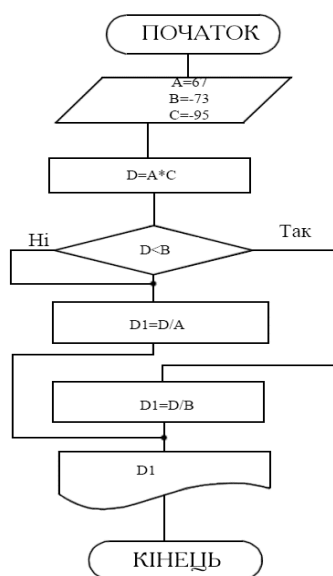 ПОЧАТОК
A=67
B=-73
C=-95
D=A*C
Ні
Так
D<B
D1=D/A
D1=D/B
D1
КІНЕЦЬ